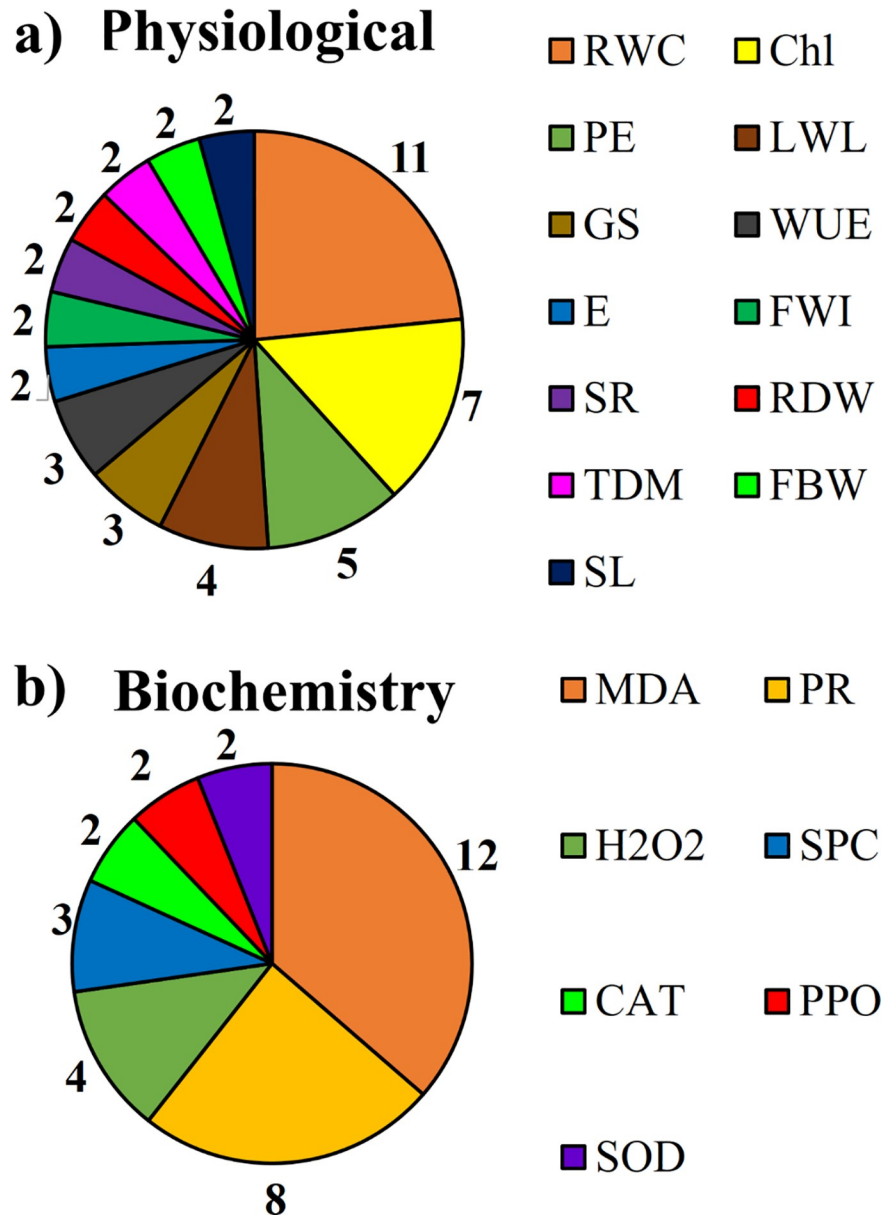 a) Physiological
RWC Chl
PE LWL
GS WUE
E FWI
SR RDW
TDM FBW
SL
2
2
2
2
2
2
2
3
3
4
5
7
11
b) Biochemistry
MDA PR
H2O2 SPC
CAT PPO
SOD
2
2
2
3
4
8
12